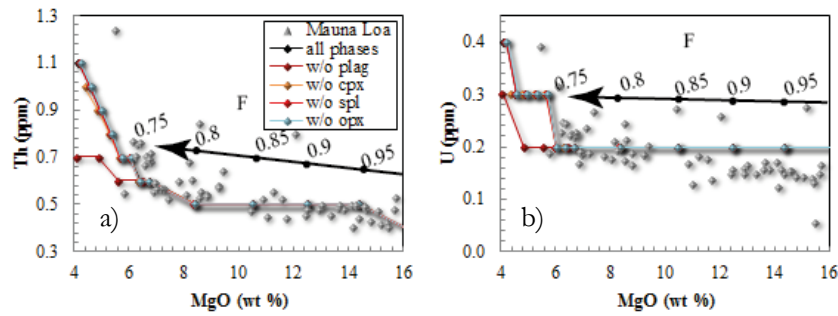 1.3
1.1
0.9
0.7
0.5
0.3
Th (ppm)
Mauna Loa
all phases
w/o plag
w/o cpx
w/o spl
w/o opx
F
0.75
0.8
0.85
0.9
0.95
a)
4 6 8 10 12 14 16
MgO (wt %)
0.4
0.3
0.2
0.1
0.0
U (ppm)
F
0.75
0.8
0.85
0.9
0.95
b)
4 6 8 10 12 14 16
MgO (wt %)